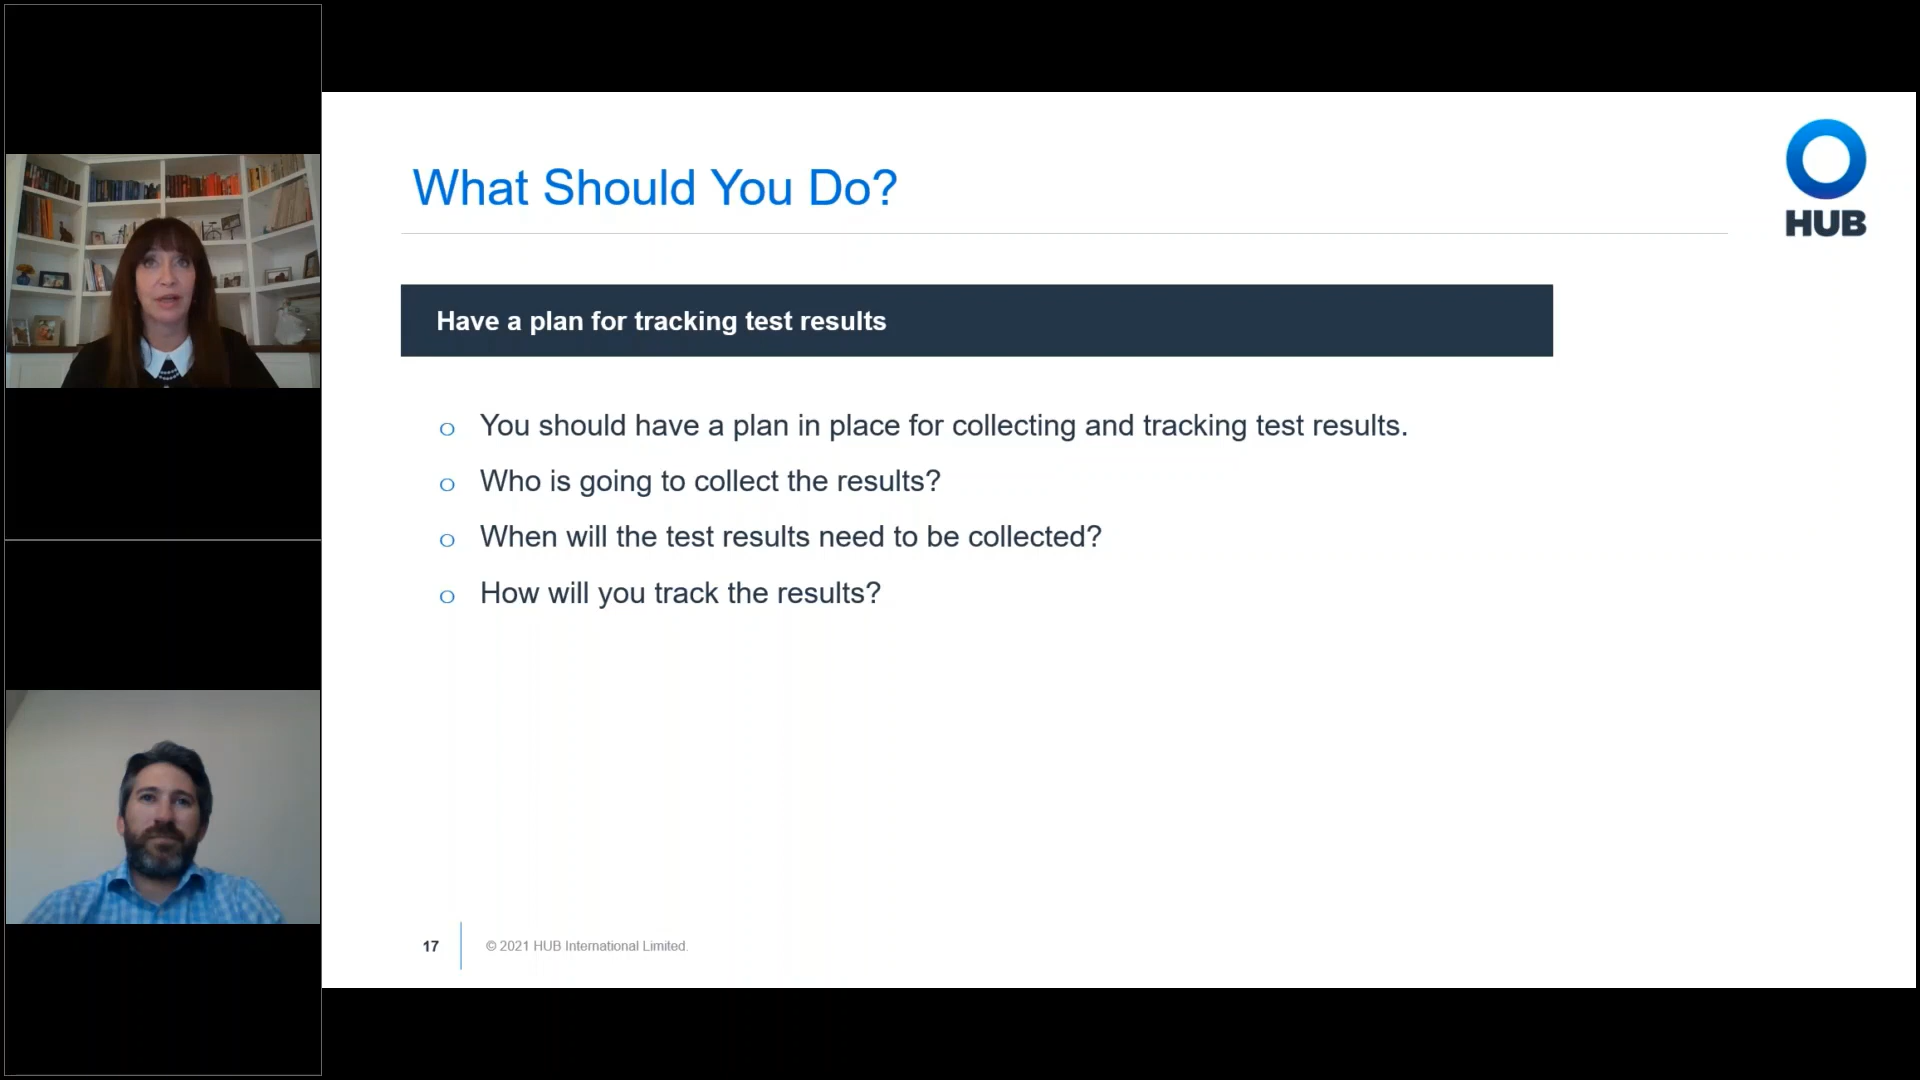 What Should You Do?
HUB
Have a plan for tracking test results
o You should have a plan in place for collecting and tracking test results.
o Who is going to collect the results?
o When will the test results need to be collected?
o How will you track the results?
17
© 2021 HUB International Limited.